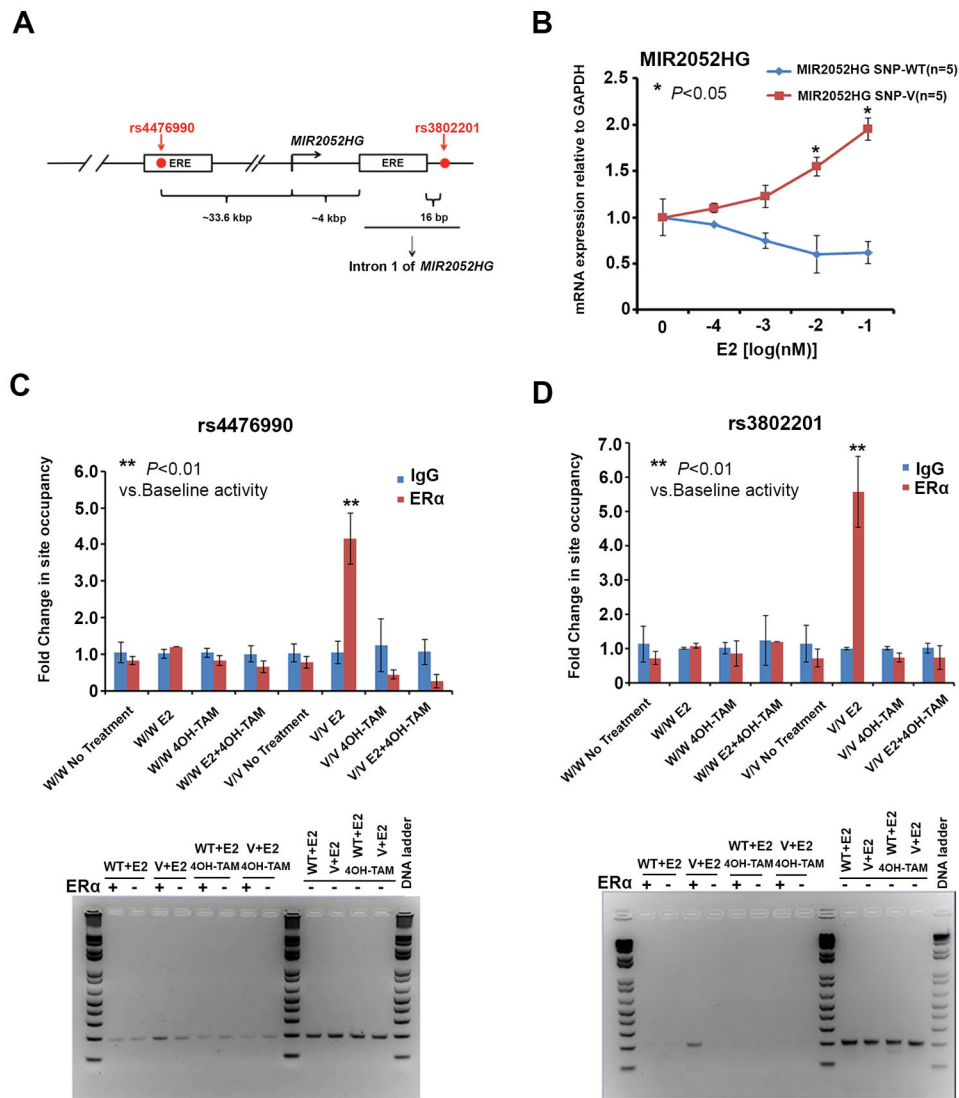 A
rs4476990
rs3802201
MIR2052HG
ERE
ERE
~33.6 kbp
~4 kbp
16 bp
Intron 1 of MIR2052HG
B
MIR2052HG
* P<0.05
MIR2052HG SNP-WT(n=5)
MIR2052HG SNP-V(n=5)
mRNA expression relative to GAPDH
2.5
2.0
1.5
1.0
0.5
0
* *
0 -4 -3 -2 -1
E2 [log(nM)]
C
rs4476990
** P<0.01
vs.Baseline activity
IgG
ERα
**
Fold Change in site occupancy
6.0
5.0
4.0
3.0
2.0
1.0
0
W/W No Treatment
W/W E2
W/W 4OH-TAM
W/W E2+4OH-TAM
V/V No Treatment
V/V E2
V/V 4OH-TAM
V/V E2+4OH-TAM
WT+E2 V+E2 WT+E2 4OH-TAM V+E2 4OH-TAM WT+E2 V+E2 WT+E2 V+E2 4OH-TAM DNA ladder
ERα + - + - + - + - - - - -
D
rs3802201
** P<0.01
vs.Baseline activity
IgG
ERα
**
Fold Change in site occupancy
7.0
6.0
5.0
4.0
3.0
2.0
1.0
0
W/W No Treatment
W/W E2
W/W 4OH-TAM
W/W E2+4OH-TAM
V/V No Treatment
V/V E2
V/V 4OH-TAM
V/V E2+4OH-TAM
WT+E2 V+E2 WT+E2 4OH-TAM V+E2 4OH-TAM WT+E2 V+E2 WT+E2 V+E2 4OH-TAM DNA ladder
ERα + - + - + - + - - - - -